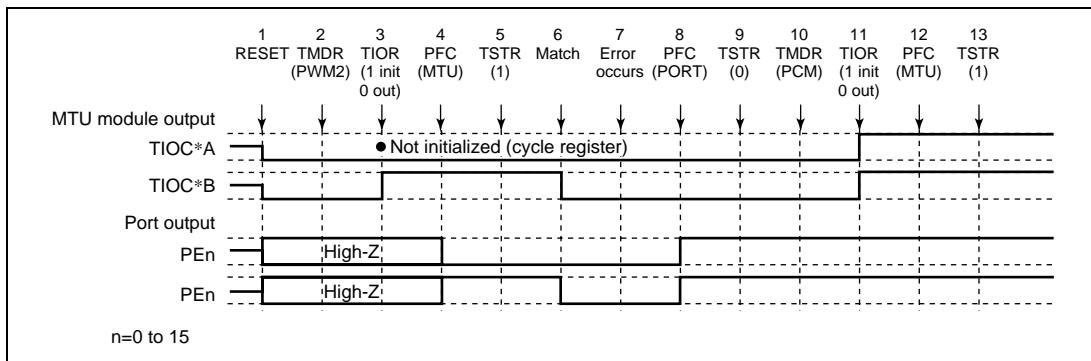 1 2 3 4 5 6 7 8 9 10 11 12 13
RESET TMDR TIOR PFC TSTR Match Error PFC TSTR TMDR TIOR PFC TSTR
(PWM2) (1 init (MTU) (1) occurs (PORT) (0) (PCM) (1 init (MTU) (1)
0 out) 0 out)
MTU module output
TIOC*A ● Not initialized (cycle register)
TIOC*B
Port output
PEn High-Z
PEn High-Z
n=0 to 15